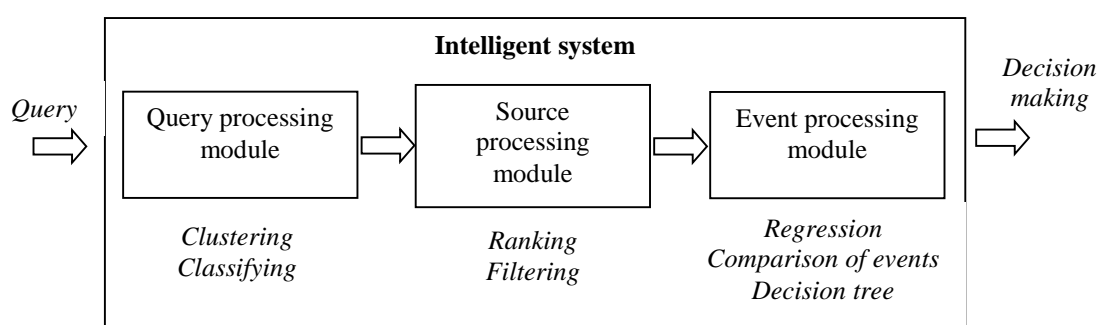 Intelligent system
Query
Query processing
module
Clustering
Classifying
Source
processing
module
Ranking
Filtering
Event processing
module
Regression
Comparison of events
Decision tree
Decision
making